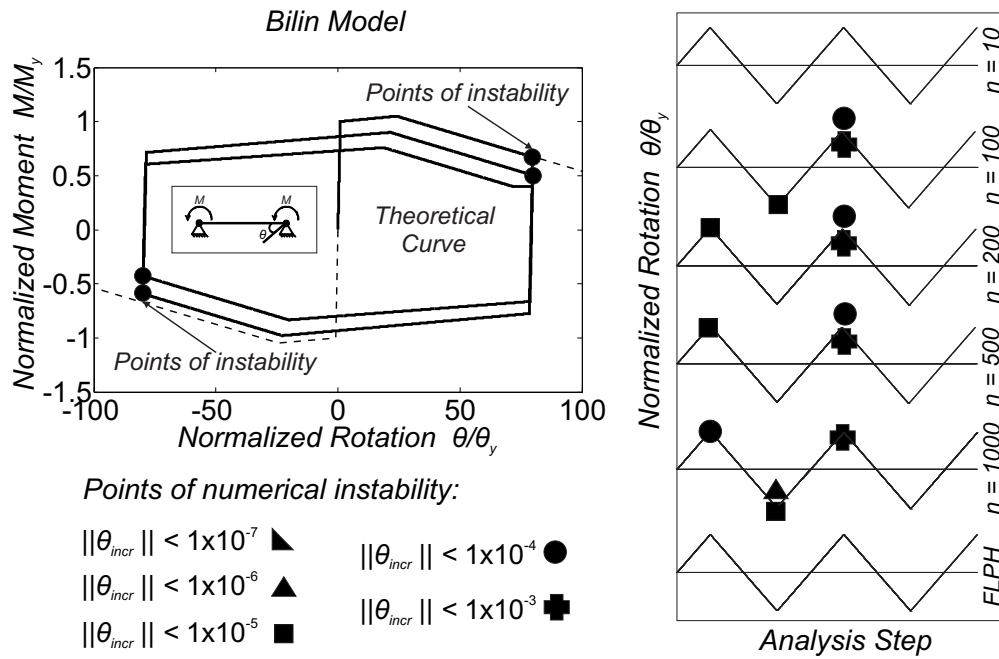 Bilin Model
Normalized Moment M/My
1.5
1
0.5
0
-0.5
-1
-1.5
Points of instability
M
M
θ
Theoretical
Curve
Points of instability
-100
-50
0
50
100
Normalized Rotation θ/θy
Points of numerical instability:
||θincr || < 1x10-7
||θincr || < 1x10-6
||θincr || < 1x10-5
||θincr || < 1x10-4
||θincr || < 1x10-3
Normalized Rotation θ/θy
n = 10
n = 100
n = 200
n = 500
n = 1000
FLPH
Analysis Step